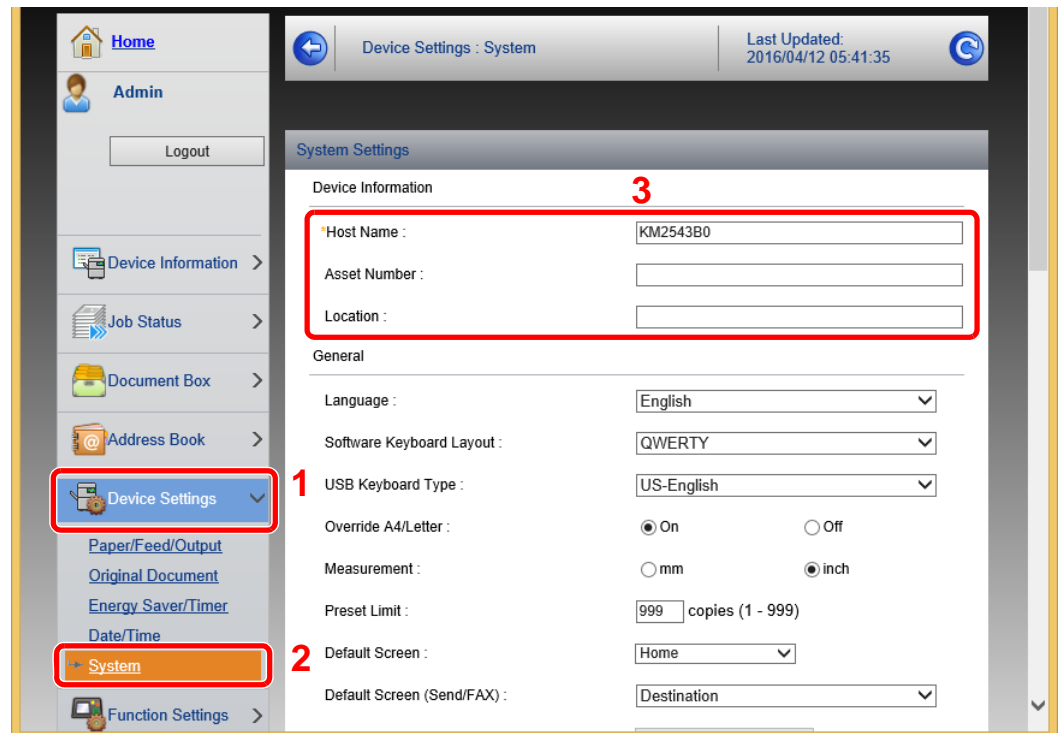 Home
Device Settings : System
Last Updated:
2016/04/12 05:41:35
Admin
Logout
System Settings
Device Information
3
*Host Name :
KM2543B0
Device Information
Asset Number :
Job Status
Location :
General
Document Box
Language :
English
Address Book
Software Keyboard Layout :
QWERTY
Device Settings
1
USB Keyboard Type :
US-English
Paper/Feed/Output
Override A4/Letter :
On
Off
Original Document
Measurement :
mm
inch
Energy Saver/Timer
Preset Limit :
999 copies (1 - 999)
Date/Time
System
2
Default Screen :
Home
Function Settings
Default Screen (Send/FAX) :
Destination